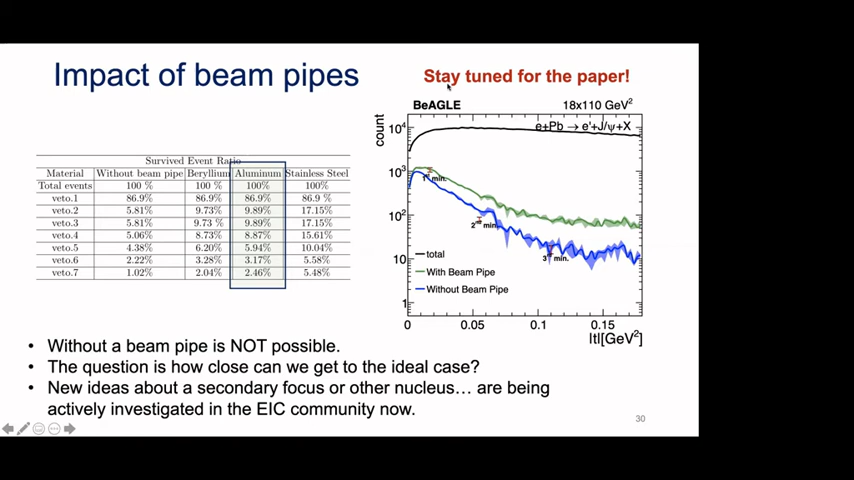 Impact of beam pipes
Stay tuned for the paper!
Survived Event Ratio
Material Without beam pipe Beryllium Aluminum Stainless Steel
Total events 100 % 100 % 100% 100%
veto.1 86.9% 86.9% 86.9% 86.9 %
veto.2 5.81% 9.73% 9.89% 17.15%
veto.3 5.81% 9.73 % 9.89% 17.15%
veto.4 5.06% 8.73% 8.87% 15.61%
veto.5 4.38% 6.20% 5.94% 10.04%
veto.6 2.22% 3.28% 3.17% 5.58%
veto.7 1.02% 2.04% 2.46% 5.48%
BeAGLE 18x110 GeV²
e+Pb → e'+J/ψ+X
count
10⁴
10³
10²
10
1
1st min.
2nd min.
3rd min.
total
With Beam Pipe
Without Beam Pipe
0 0.05 0.1 0.15
|t|[GeV²]
• Without a beam pipe is NOT possible.
• The question is how close can we get to the ideal case?
• New ideas about a secondary focus or other nucleus… are being
actively investigated in the EIC community now.
30